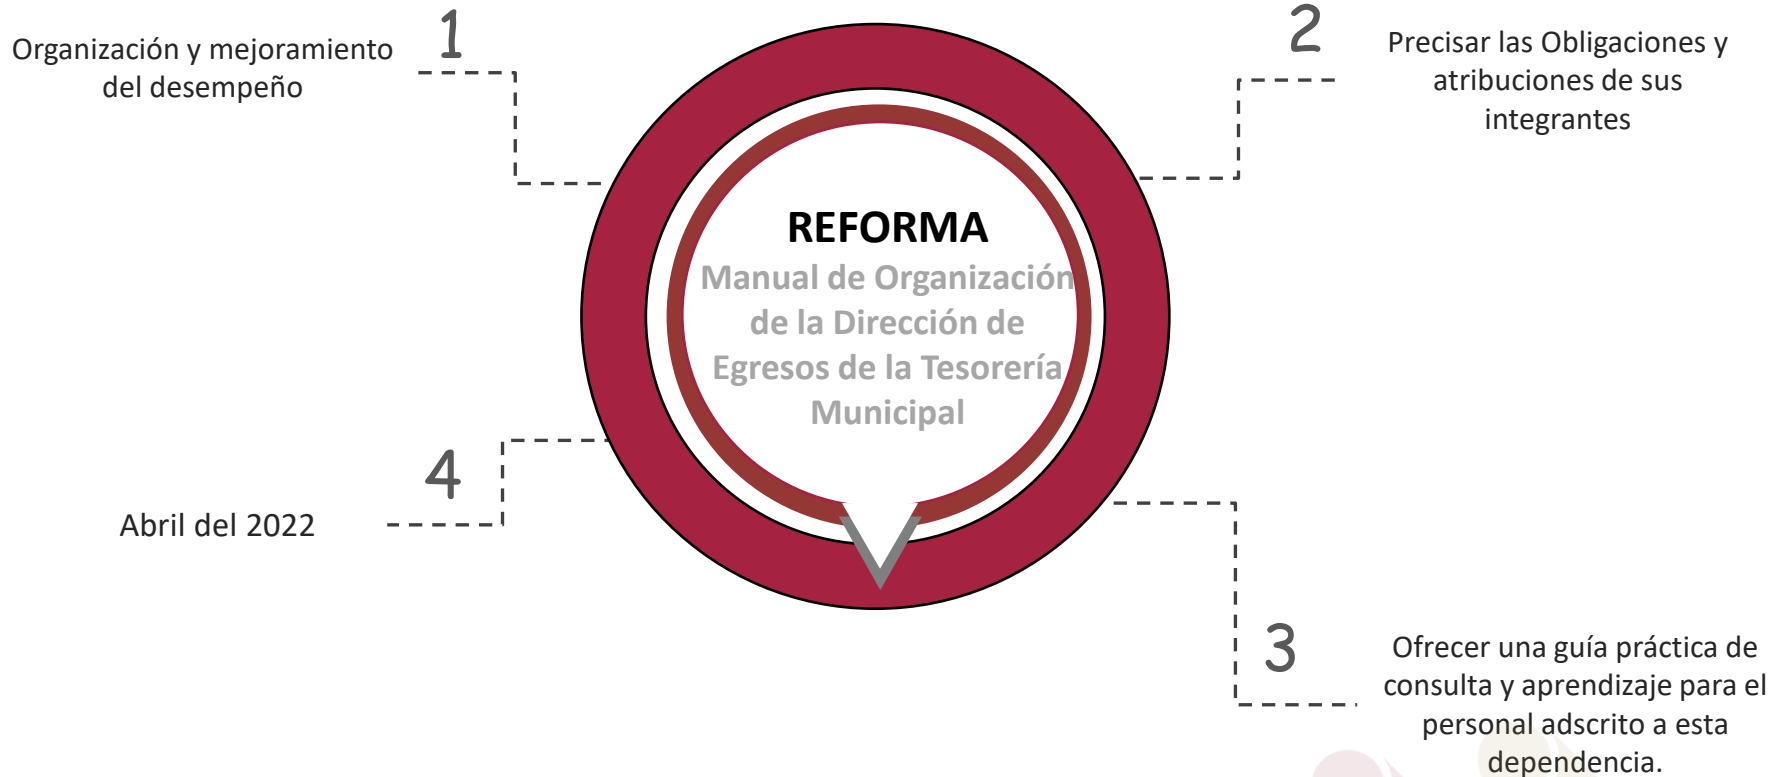 1
Organización y mejoramiento
del desempeño
2
Precisar las Obligaciones y
atribuciones de sus
integrantes
REFORMA
Manual de Organización
de la Dirección de
Egresos de la Tesorería
Municipal
3
Ofrecer una guía práctica de
consulta y aprendizaje para el
personal adscrito a esta
dependencia.
4
Abril del 2022